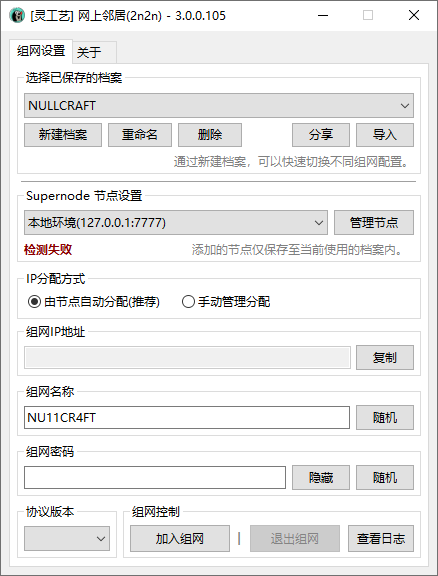 [灵工艺] 网上邻居(2n2n) - 3.0.0.105
组网设置 关于
选择已保存的档案
NULLCRAFT
新建档案 重命名 删除 分享 导入
通过新建档案，可以快速切换不同组网配置。
Supernode 节点设置
本地环境(127.0.0.1:7777) 管理节点
检测失败 添加的节点仅保存至当前使用的档案内。
IP分配方式
由节点自动分配(推荐) 手动管理分配
组网IP地址
复制
组网名称
NU11CR4FT 随机
组网密码
隐藏 随机
协议版本 组网控制
加入组网 | 退出组网 查看日志